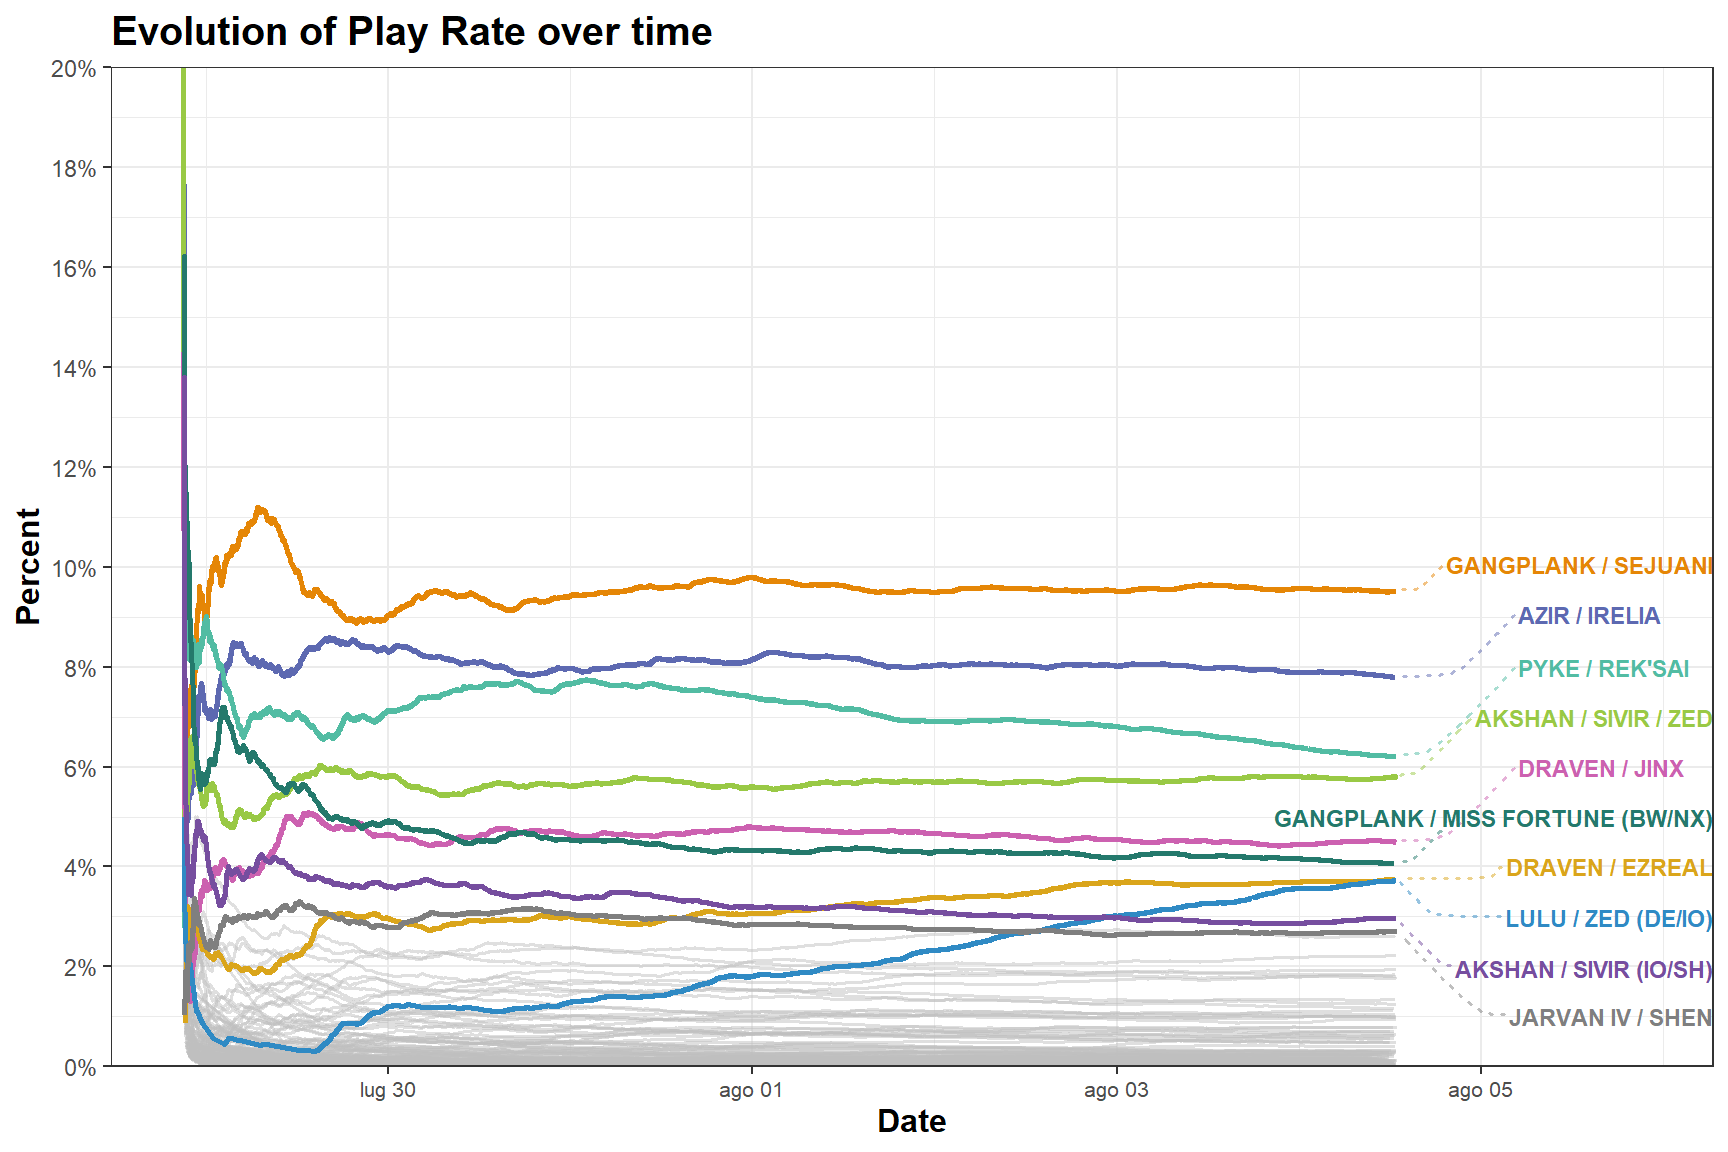 Evolution of Play Rate over time
20%
18%
16%
14%
12%
10%
8%
6%
4%
2%
0%
Percent
GANGPLANK / SEJUANI
AZIR / IRELIA
PYKE / REK'SAI
AKSHAN / SIVIR / ZED
DRAVEN / JINX
GANGPLANK / MISS FORTUNE (BW/NX)
DRAVEN / EZREAL
LULU / ZED (DE/IO)
AKSHAN / SIVIR (IO/SH)
JARVAN IV / SHEN
lug 30
ago 01
ago 03
ago 05
Date